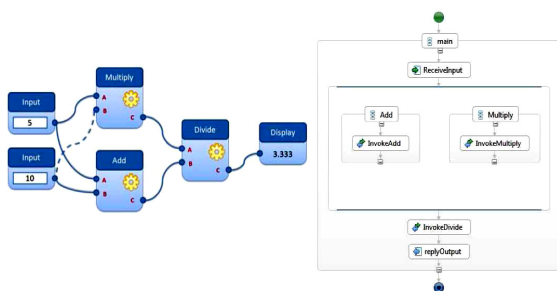 Input
5
Input
10
Multiply
A
B
C
Add
A
B
C
Divide
A
B
C
Display
3.333
main
ReceiveInput
Add
Multiply
InvokeAdd
InvokeMultiply
InvokeDivide
replyOutput